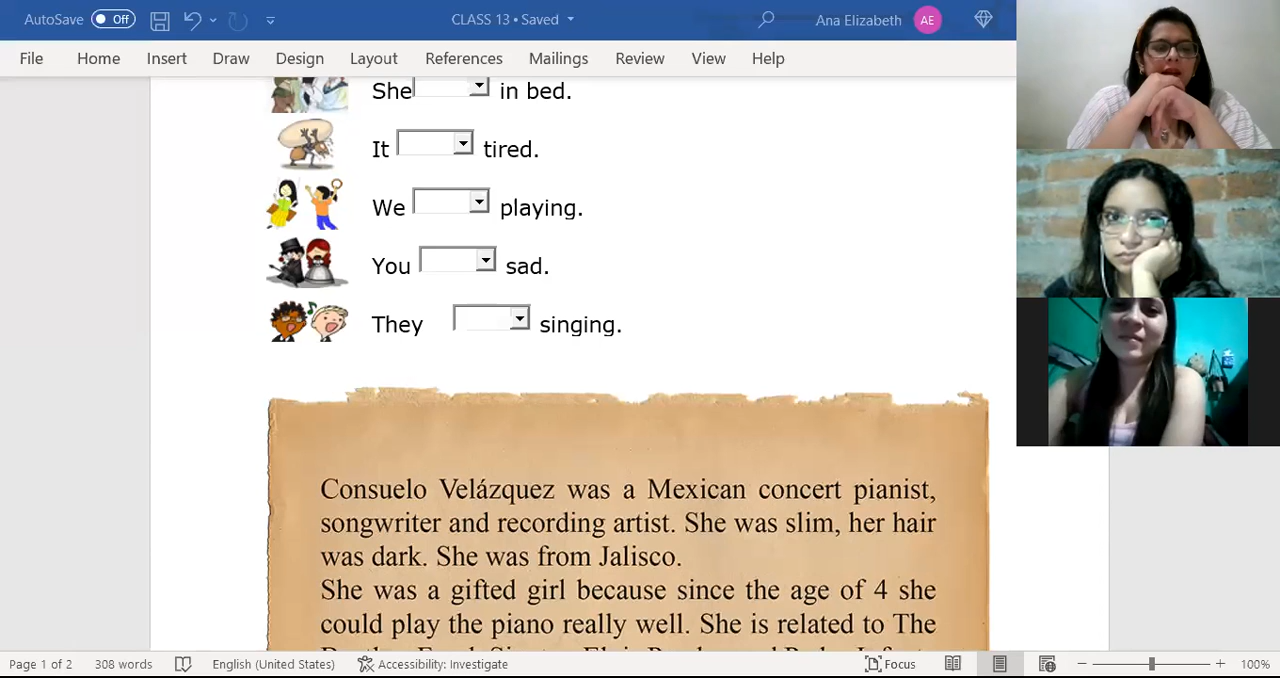 AutoSave Off CLASS 13 • Saved Ana Elizabeth AE
File Home Insert Draw Design Layout References Mailings Review View Help
She in bed.
It tired.
We playing.
You sad.
They singing.
Consuelo Velázquez was a Mexican concert pianist,
songwriter and recording artist. She was slim, her hair
was dark. She was from Jalisco.
She was a gifted girl because since the age of 4 she
could play the piano really well. She is related to The
Page 1 of 2 308 words English (United States) Accessibility: Investigate Focus 100%